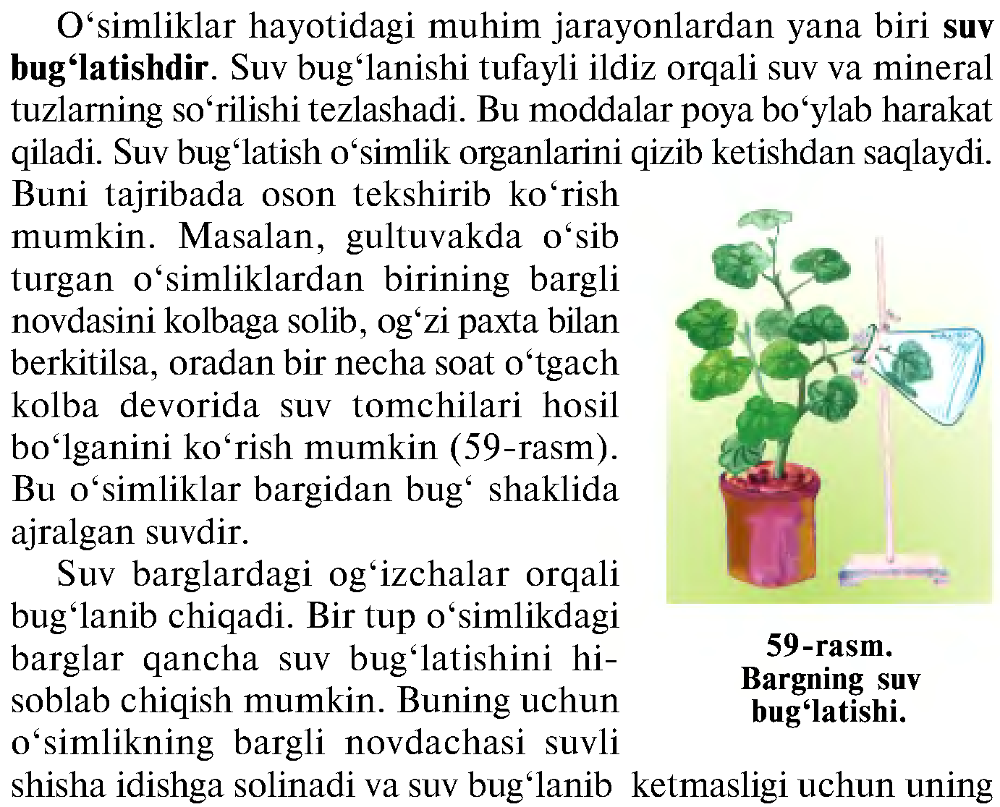 O‘simliklar hayotidagi muhim jarayonlardan yana biri suv
bug‘latishdir. Suv bug‘lanishi tufayli ildiz orqali suv va mineral
tuzlarning so‘rilishi tezlashadi. Bu moddalar poya bo‘ylab harakat
qiladi. Suv bug‘latish o‘simlik organlarini qizib ketishdan saqlaydi.
Buni tajribada oson tekshirib ko‘rish
mumkin. Masalan, gultuvakda o‘sib
turgan o‘simliklardan birining bargli
novdasini kolbaga solib, og‘zi paxta bilan
berkitilsa, oradan bir necha soat o‘tgach
kolba devorida suv tomchilari hosil
bo‘lganini ko‘rish mumkin (59-rasm).
Bu o‘simliklar bargidan bug‘ shaklida
ajralgan suvdir.
Suv barglardagi og‘izchalar orqali
bug‘lanib chiqadi. Bir tup o‘simlikdagi
barglar qancha suv bug‘latishini hi-
soblab chiqish mumkin. Buning uchun
o‘simlikning bargli novdachasi suvli
shisha idishga solinadi va suv bug‘lanib ketmasligi uchun uning
59-rasm.
Bargning suv
bug‘latishi.